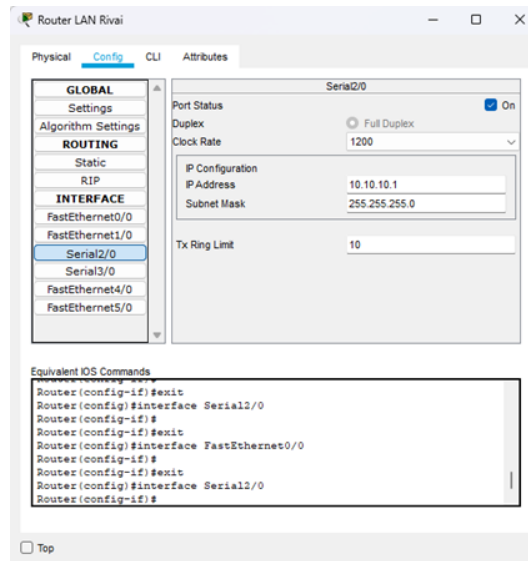 Router LAN Rivai
Physical Config CLI Attributes
GLOBAL
Settings
Algorithm Settings
ROUTING
Static
RIP
INTERFACE
FastEthernet0/0
FastEthernet1/0
Serial2/0
Serial3/0
FastEthernet4/0
FastEthernet5/0
Serial2/0
Port Status On
Duplex Full Duplex
Clock Rate 1200
IP Configuration
IP Address 10.10.10.1
Subnet Mask 255.255.255.0
Tx Ring Limit 10
Equivalent IOS Commands
Router(config-if)#exit
Router(config)#interface Serial2/0
Router(config-if)#
Router(config-if)#exit
Router(config)#interface FastEthernet0/0
Router(config-if)#
Router(config-if)#exit
Router(config)#interface Serial2/0
Router(config-if)#
Top